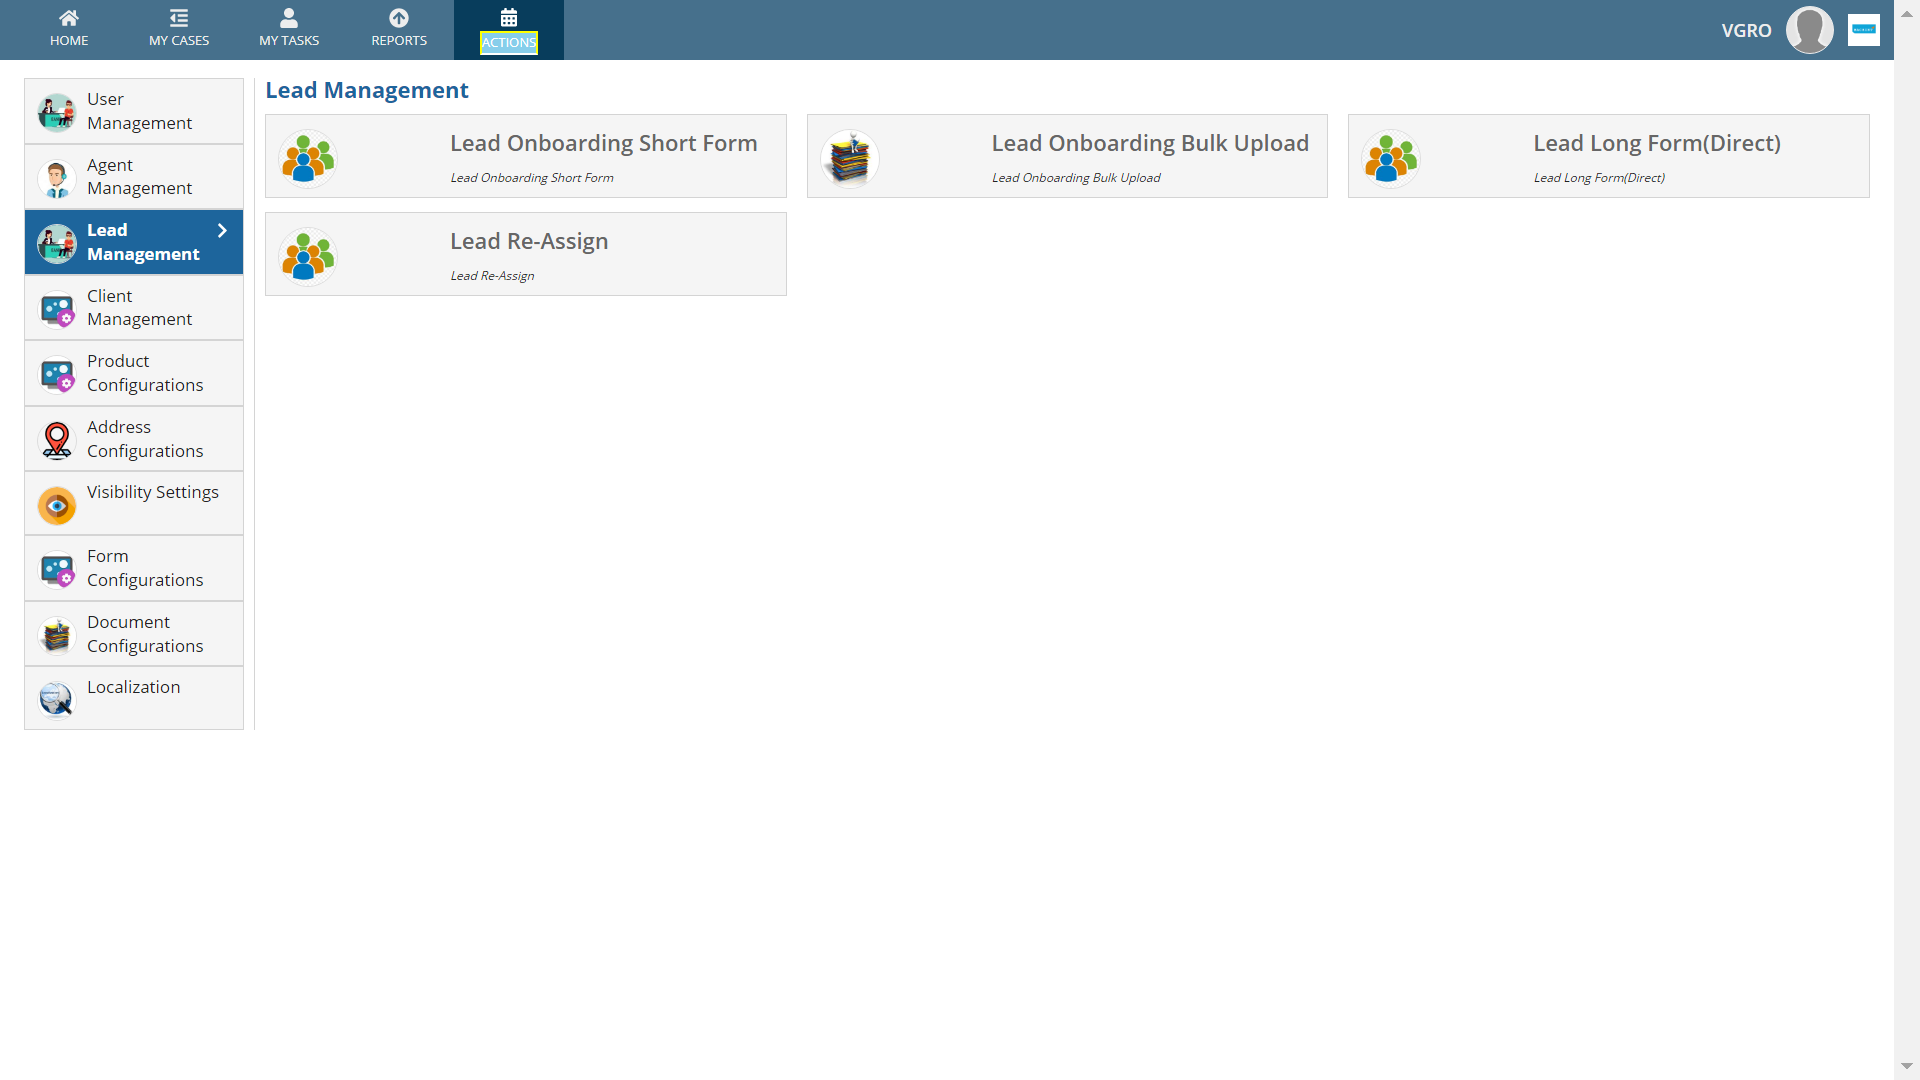 HOME
MY CASES
MY TASKS
REPORTS
ACTIONS
VGRO
User
Management
Agent
Management
Lead
Management
Client
Management
Product
Configurations
Address
Configurations
Visibility Settings
Form
Configurations
Document
Configurations
Localization
Lead Management
Lead Onboarding Short Form
Lead Onboarding Short Form
Lead Onboarding Bulk Upload
Lead Onboarding Bulk Upload
Lead Long Form(Direct)
Lead Long Form(Direct)
Lead Re-Assign
Lead Re-Assign